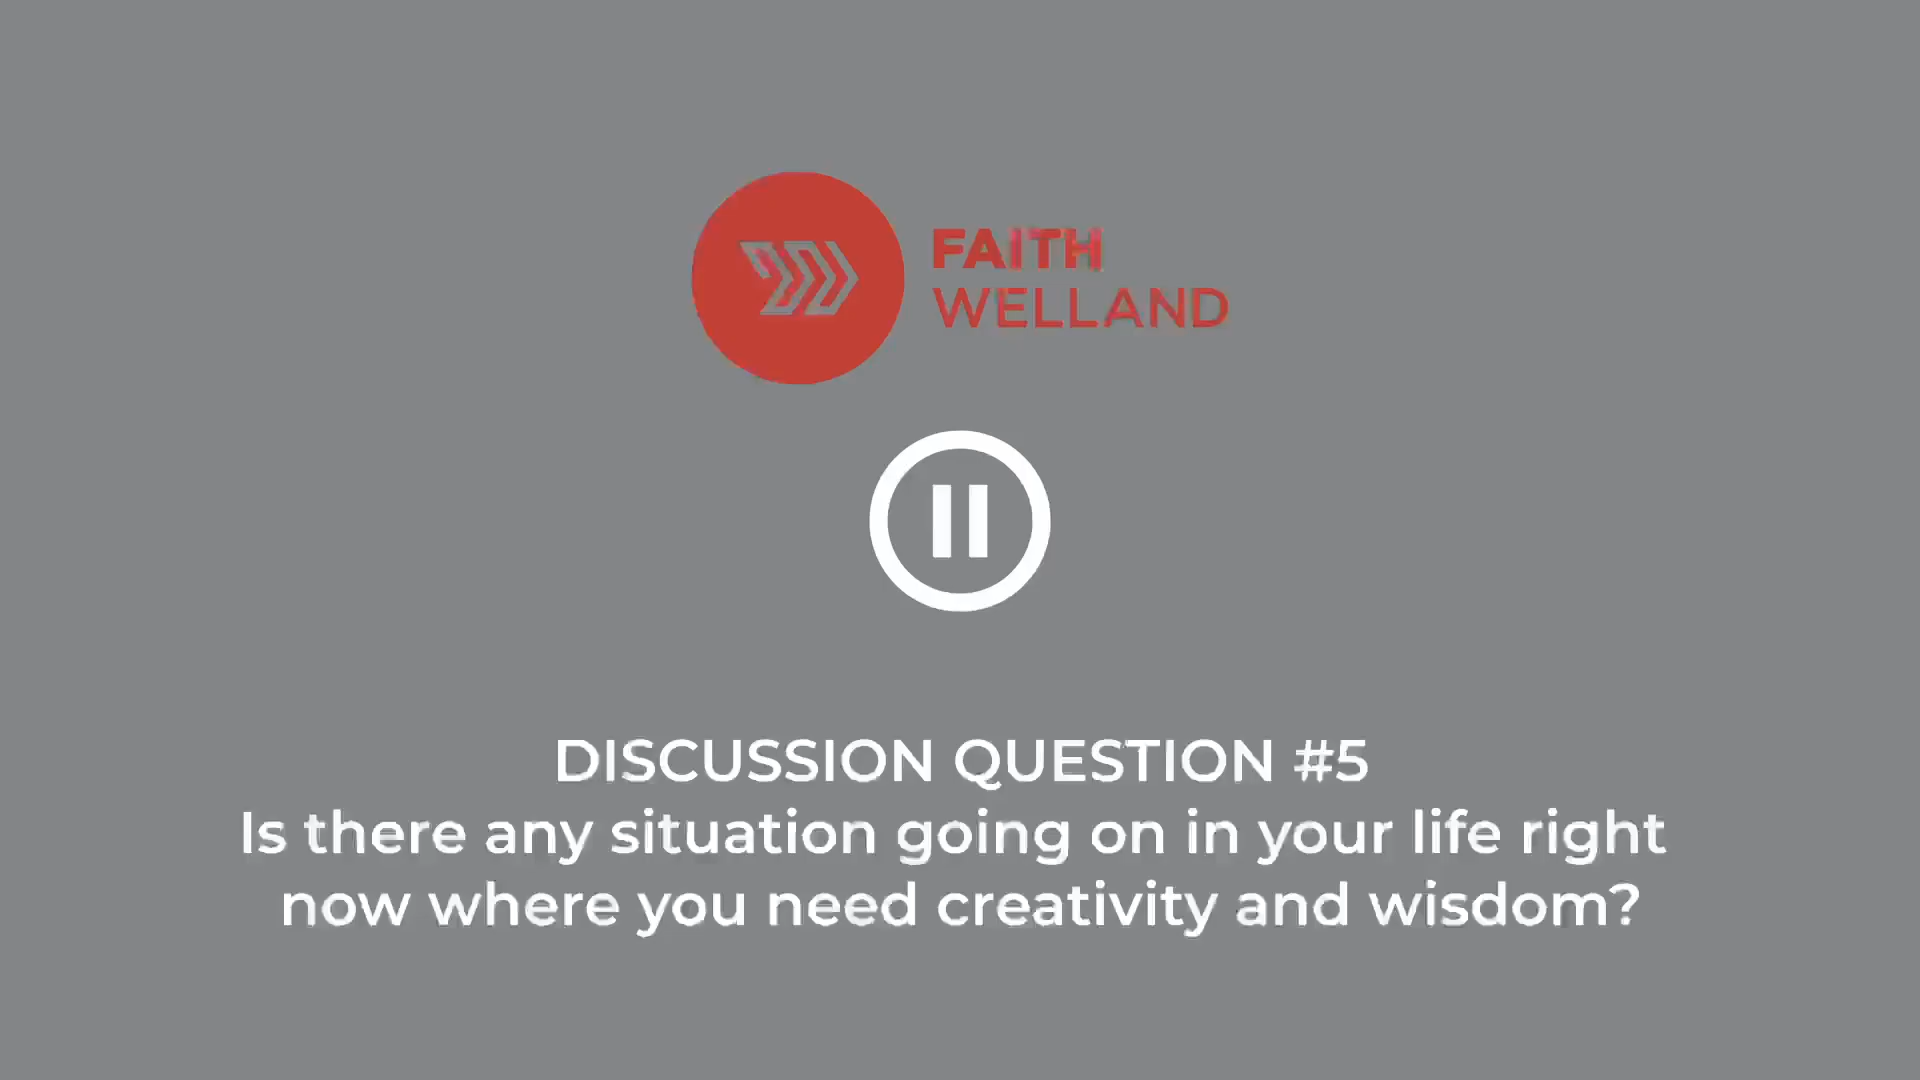 FAITH
WELLAND
DISCUSSION QUESTION #5
Is there any situation going on in your life right
now where you need creativity and wisdom?